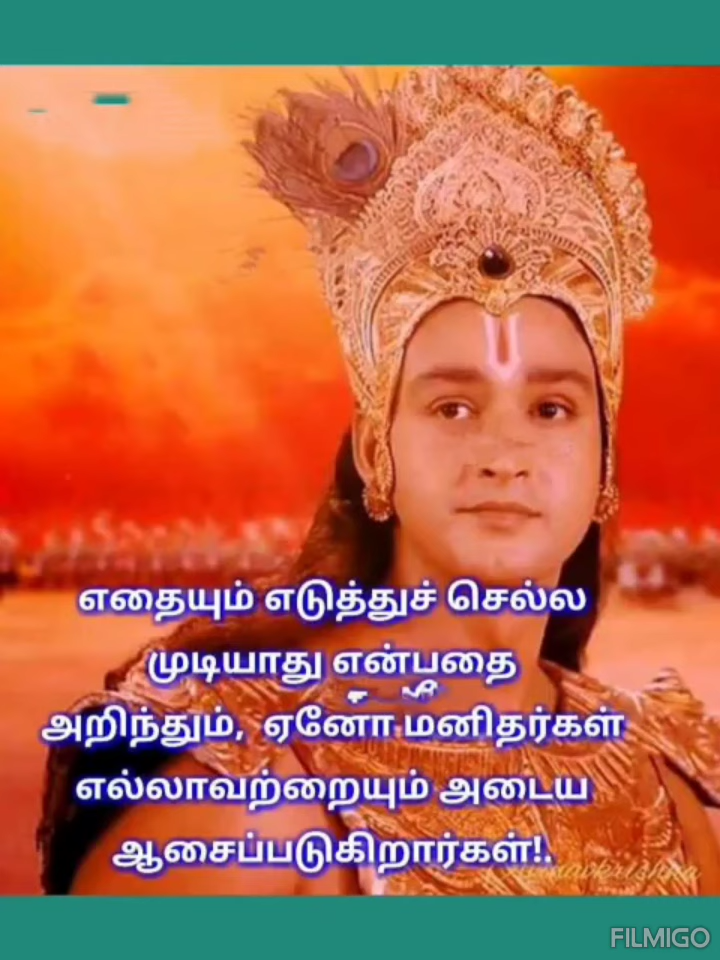 எதையும் எடுத்துச் செல்ல
முடியாது என்பதை
அறிந்தும், ஏனோ மனிதர்கள்
எல்லாவற்றையும் அடைய
ஆசைப்படுகிறார்கள்!.
FILMIGO